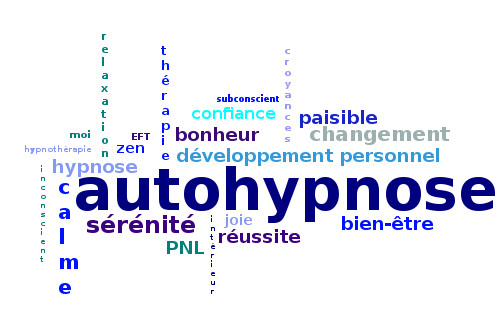 relaxation
thérapie
croyances
subconscient
confiance
paisible
moi
EFT
bonheur
changement
hypnothérapie
zen
développement personnel
hypnose
inconscient
autohypnose
calme
sérénité
intérieur
joie
bien-être
réussite
PNL